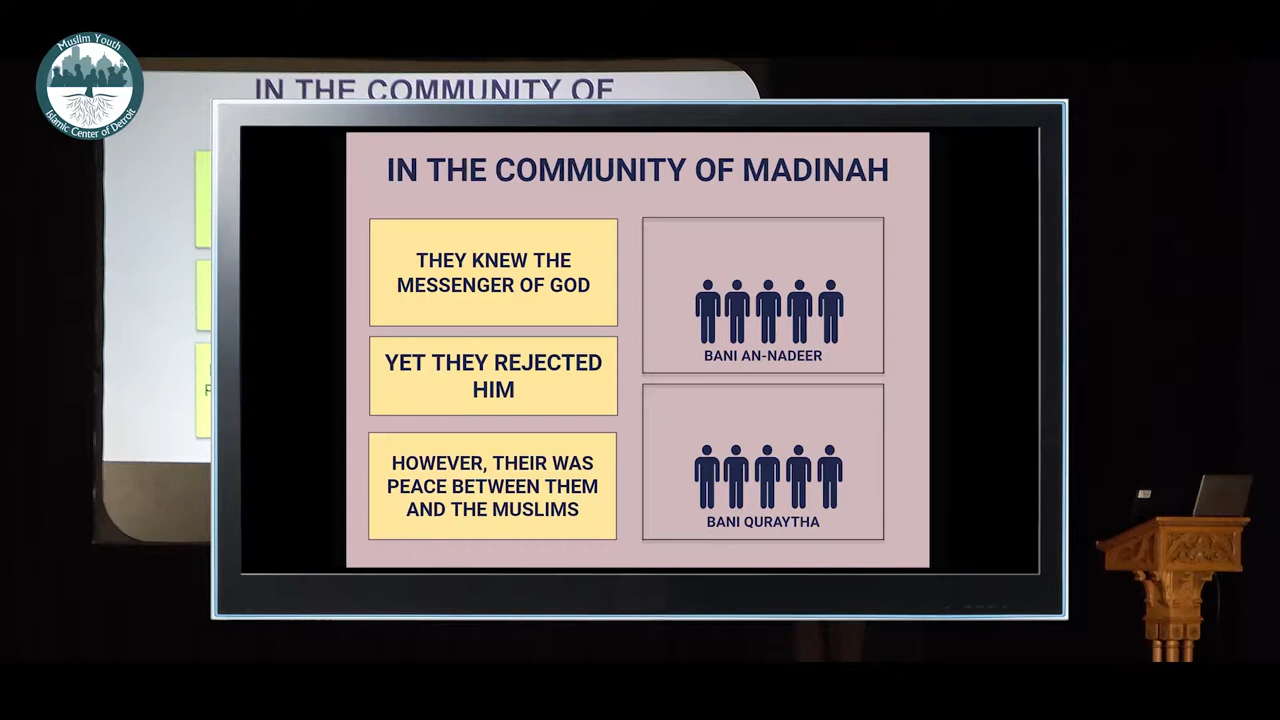 Muslim Youth
Islamic Center of Detroit
IN THE COMMUNITY OF
IN THE COMMUNITY OF MADINAH
THEY KNEW THE
MESSENGER OF GOD
YET THEY REJECTED
HIM
HOWEVER, THEIR WAS
PEACE BETWEEN THEM
AND THE MUSLIMS
BANI AN-NADEER
BANI QURAYTHA